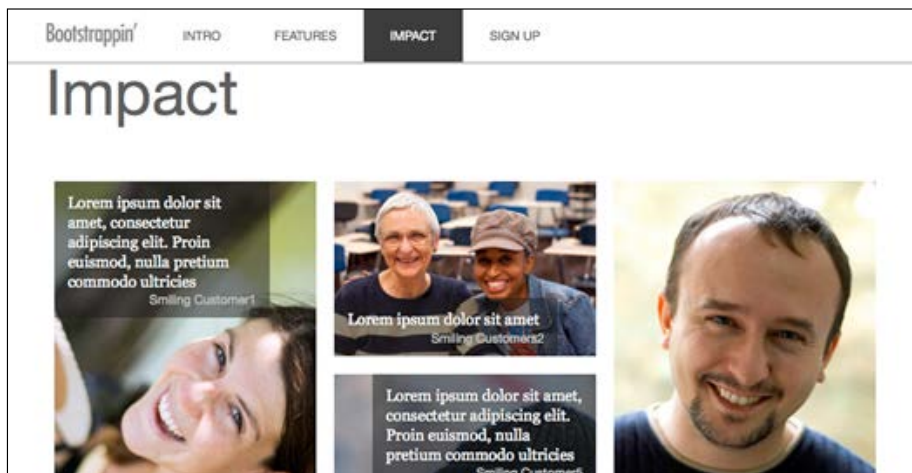 Bootstrappin' INTRO FEATURES IMPACT SIGN UP
Impact
Lorem ipsum dolor sit
amet, consectetur
adipiscing elit. Proin
euismod, nulla pretium
commodo ultricies
Smiling Customer1
Lorem ipsum dolor sit amet
Smiling Customers2
Lorem ipsum dolor sit amet,
consectetur adipiscing elit.
Proin euismod, nulla
pretium commodo ultricies
Smiling Customer5